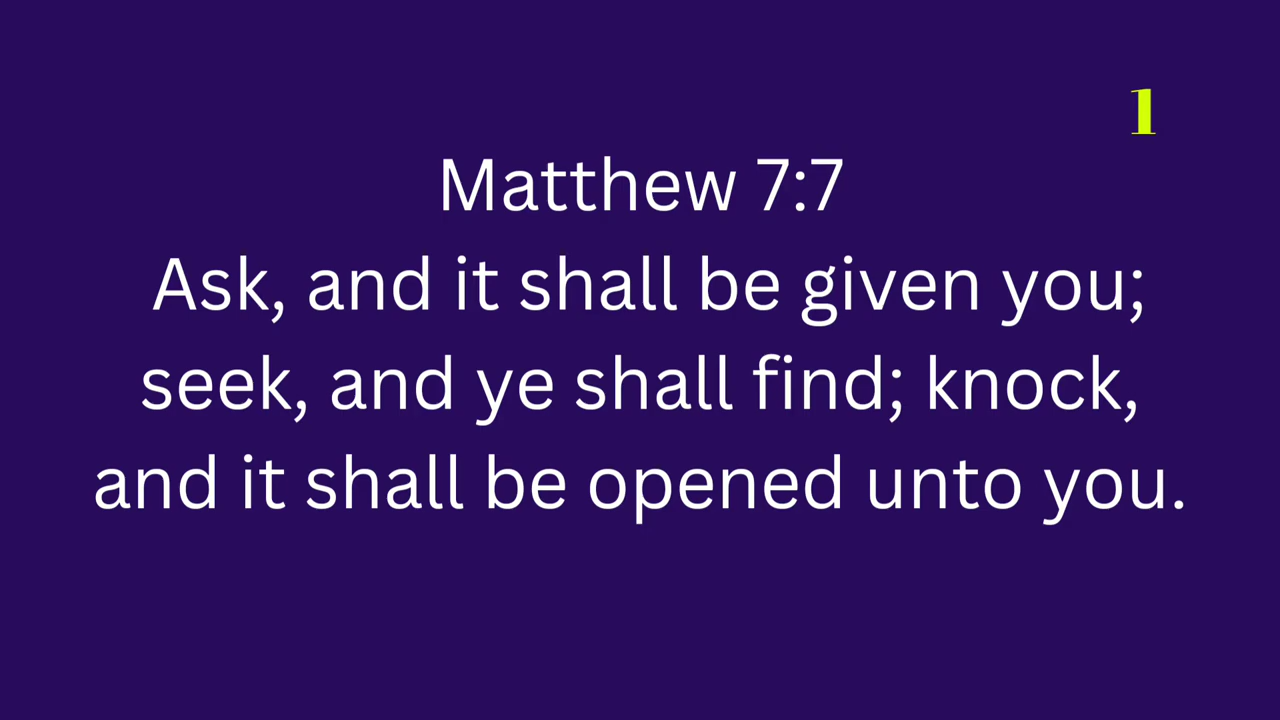 1
Matthew 7:7
Ask, and it shall be given you;
seek, and ye shall find; knock,
and it shall be opened unto you.